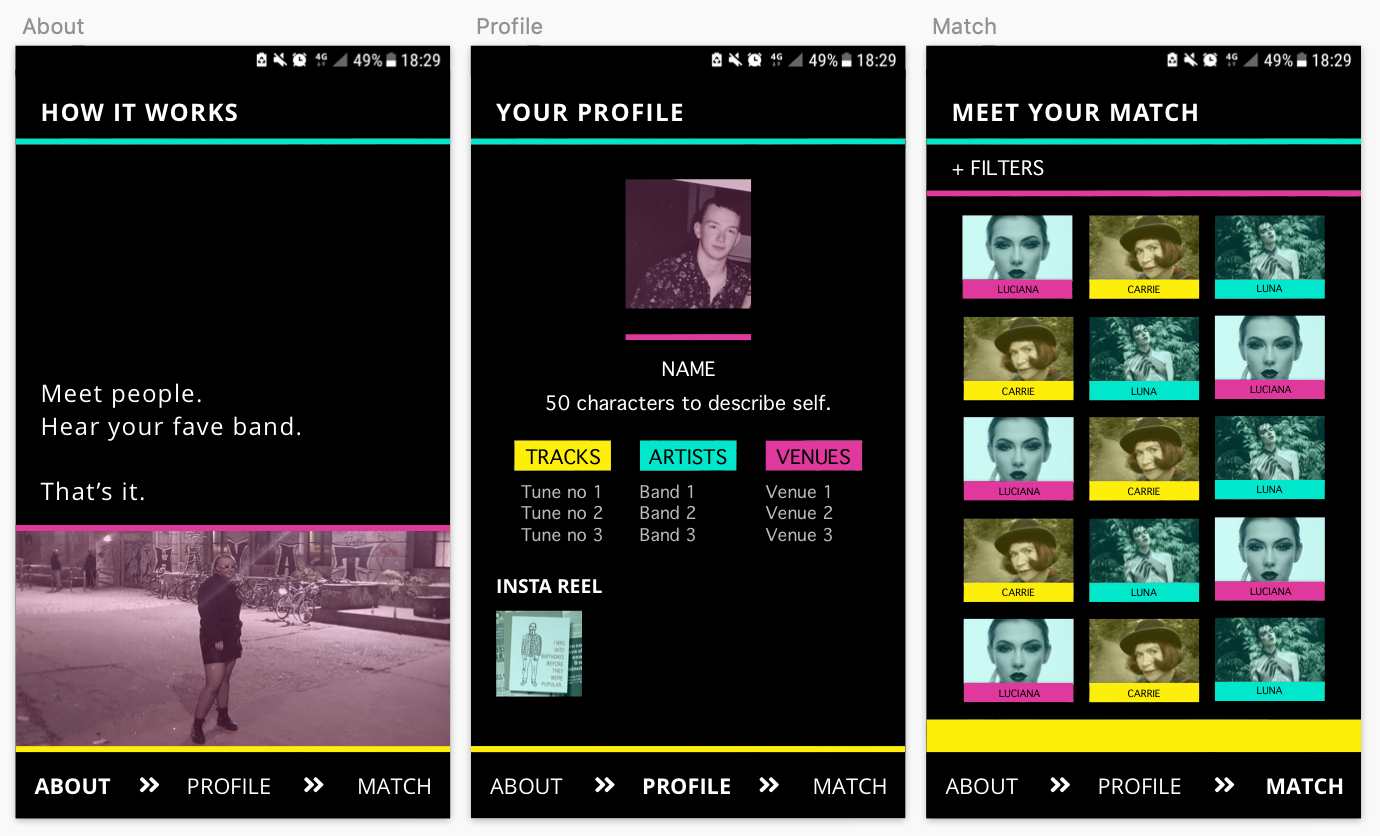 About
4G 49% 18:29
HOW IT WORKS
Meet people.
Hear your fave band.
That’s it.
ABOUT » PROFILE » MATCH
Profile
4G 49% 18:29
YOUR PROFILE
NAME
50 characters to describe self.
TRACKS ARTISTS VENUES
Tune no 1 Band 1 Venue 1
Tune no 2 Band 2 Venue 2
Tune no 3 Band 3 Venue 3
INSTA REEL
I WAS
INTO
BEFORE
THEY
WERE
POPULAR.
ABOUT » PROFILE » MATCH
Match
4G 49% 18:29
MEET YOUR MATCH
+ FILTERS
LUCIANA CARRIE LUNA
CARRIE LUNA LUCIANA
LUCIANA CARRIE LUNA
CARRIE LUNA LUCIANA
LUCIANA CARRIE LUNA
ABOUT » PROFILE » MATCH